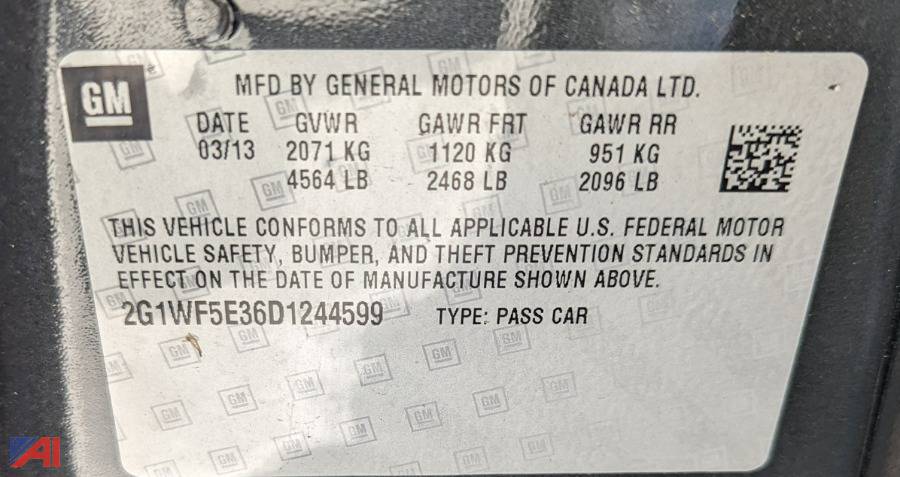 GM
MFD BY GENERAL MOTORS OF CANADA LTD.
DATE GVWR GAWR FRT GAWR RR
03/13 2071 KG 1120 KG 951 KG
4564 LB 2468 LB 2096 LB
THIS VEHICLE CONFORMS TO ALL APPLICABLE U.S. FEDERAL MOTOR
VEHICLE SAFETY, BUMPER, AND THEFT PREVENTION STANDARDS IN
EFFECT ON THE DATE OF MANUFACTURE SHOWN ABOVE.
2G1WF5E36D1244599 TYPE: PASS CAR
AI